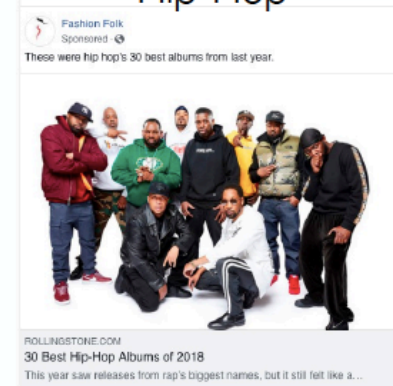 Hip Hop
Fashion Folk
Sponsored ·
These were hip hop's 30 best albums from last year.
ROLLINGSTONE.COM
30 Best Hip-Hop Albums of 2018
This year saw releases from rap's biggest names, but it still felt like a...